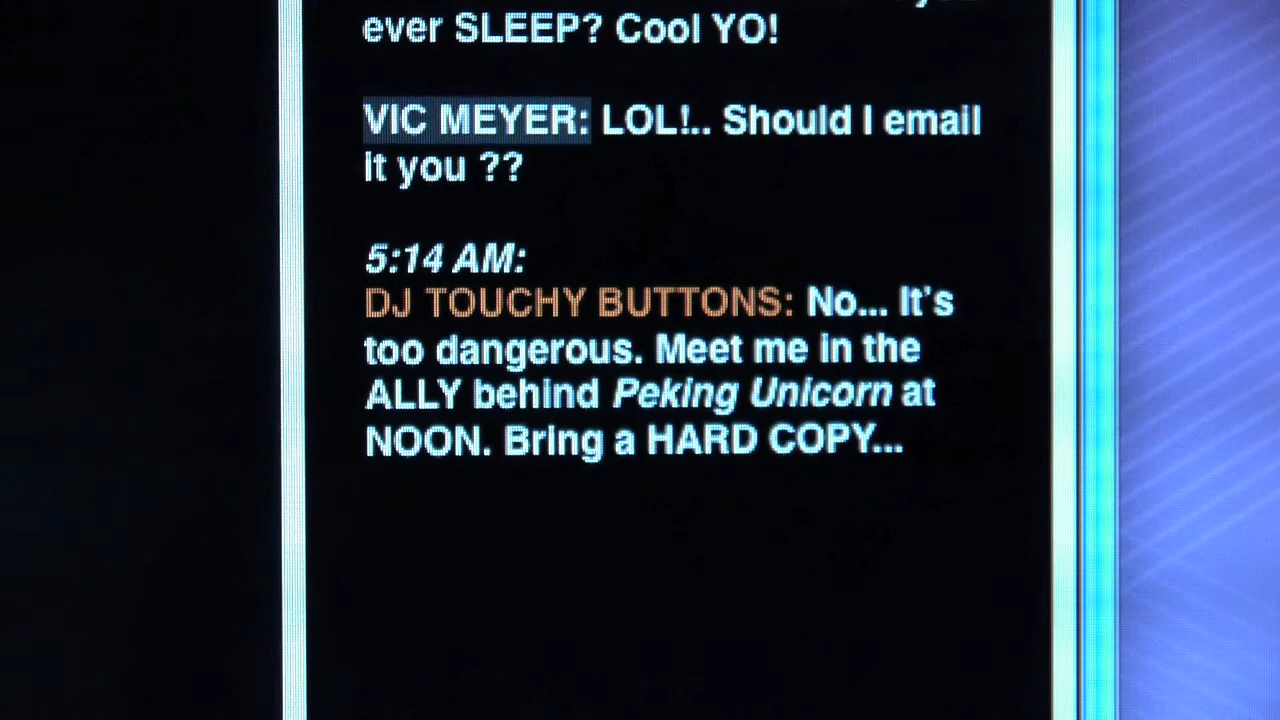 ever SLEEP? Cool YO!
VIC MEYER: LOL!.. Should I email
it you ??
5:14 AM:
DJ TOUCHY BUTTONS: No... It's
too dangerous. Meet me in the
ALLY behind Peking Unicorn at
NOON. Bring a HARD COPY...